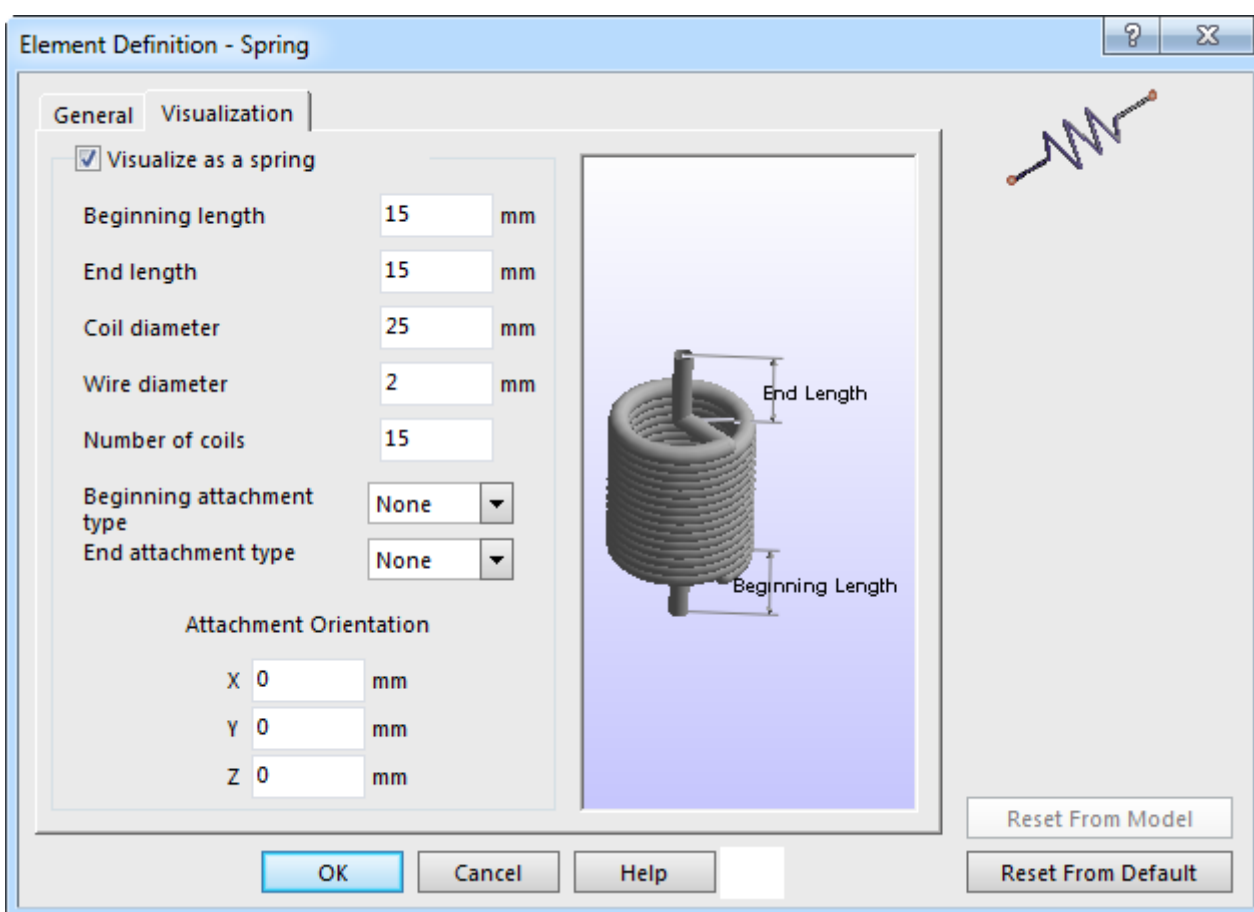 Element Definition - Spring
General Visualization
Visualize as a spring
Beginning length 15 mm
End length 15 mm
Coil diameter 25 mm
Wire diameter 2 mm
Number of coils 15
Beginning attachment
type
None
End attachment type None
Attachment Orientation
X 0 mm
Y 0 mm
Z 0 mm
End Length
Beginning Length
Reset From Model
OK Cancel Help Reset From Default